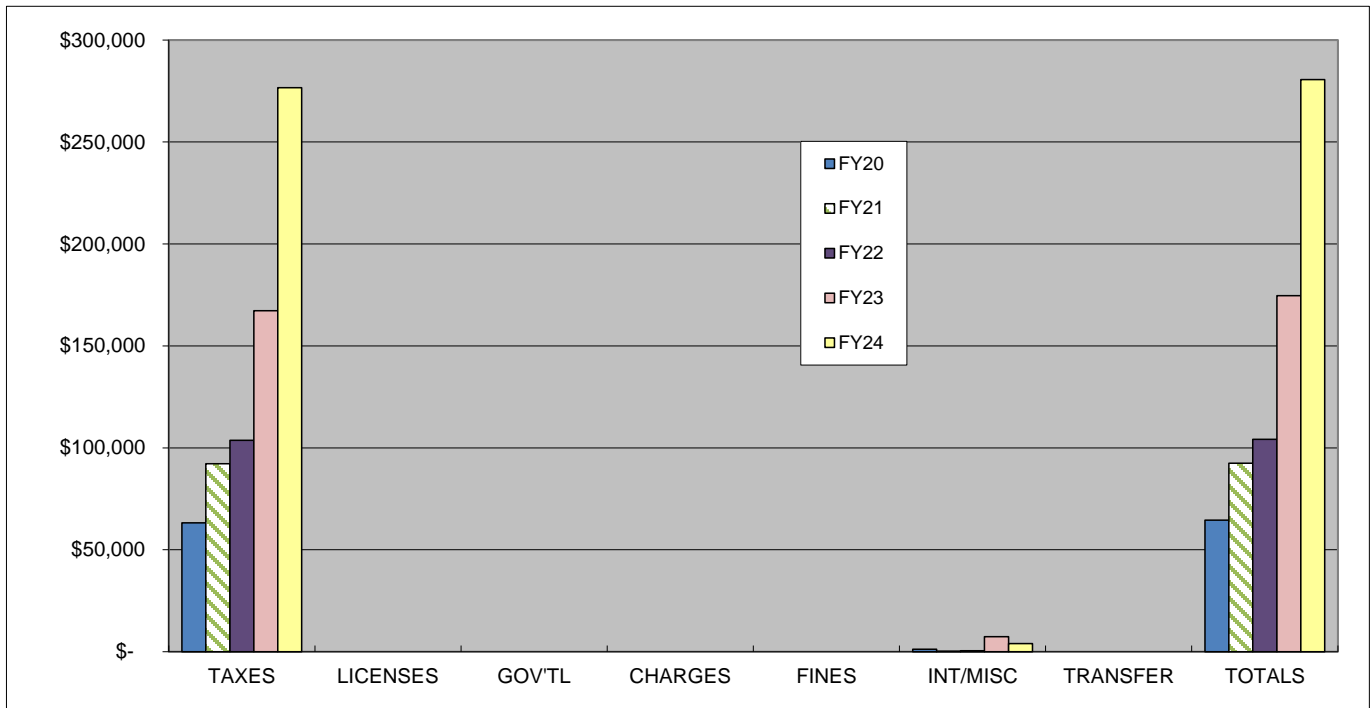 $300,000
$250,000
$200,000
$150,000
$100,000
$50,000
$-
FY20
FY21
FY22
FY23
FY24
TAXES LICENSES GOV'TL CHARGES FINES INT/MISC TRANSFER TOTALS